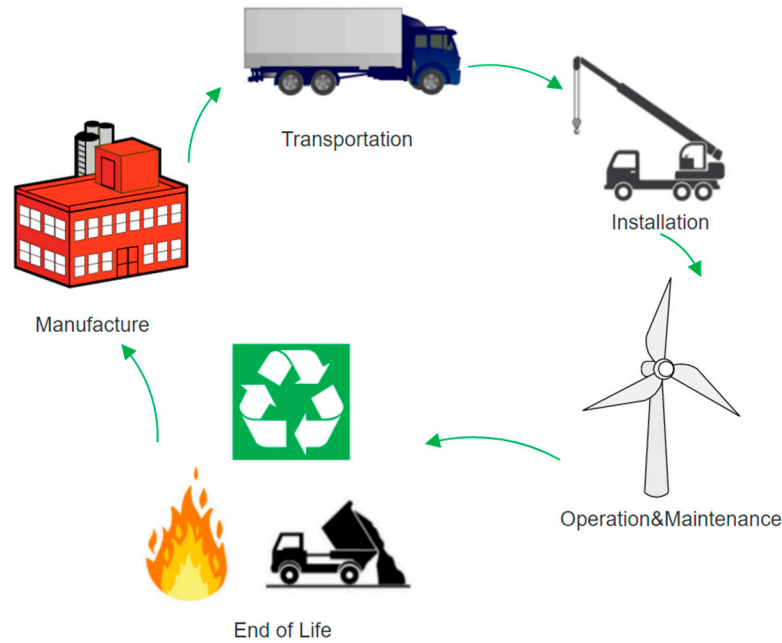 Transportation
Installation
Manufacture
Operation&Maintenance
End of Life